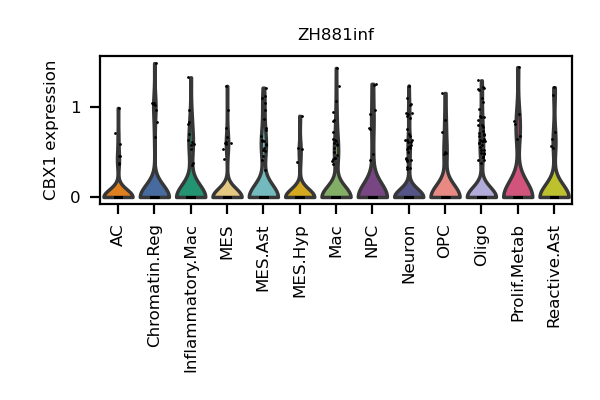 ZH881inf
CBX1 expression
1
0
AC
Chromatin.Reg
Inflammatory.Mac
MES
MES.Ast
MES.Hyp
Mac
NPC
Neuron
OPC
Oligo
Prolif.Metab
Reactive.Ast